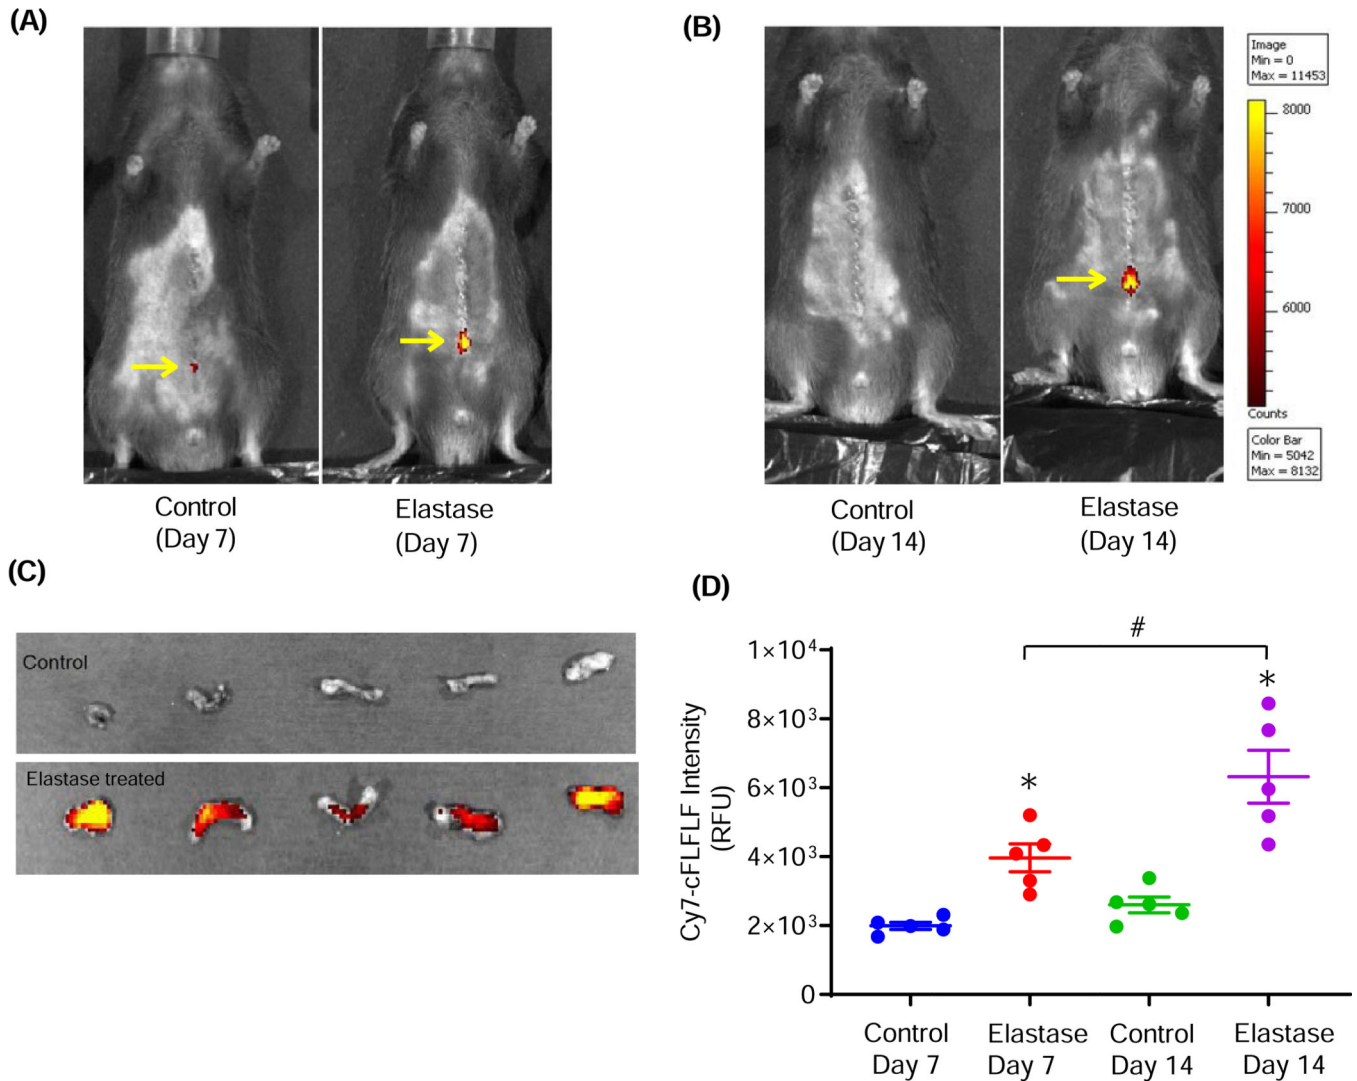 (A)
Control
(Day 7)
Elastase
(Day 7)
(B)
Control
(Day 14)
Elastase
(Day 14)
Image
Min = 0
Max = 11453
8000
7000
6000
Counts
Color Bar
Min = 5042
Max = 8132
(C)
Control
Elastase treated
(D)
Cy7-cFLFLF Intensity
(RFU)
1×10⁴
8×10³
6×10³
4×10³
2×10³
0
#
*
*
Control
Day 7
Elastase
Day 7
Control
Day 14
Elastase
Day 14